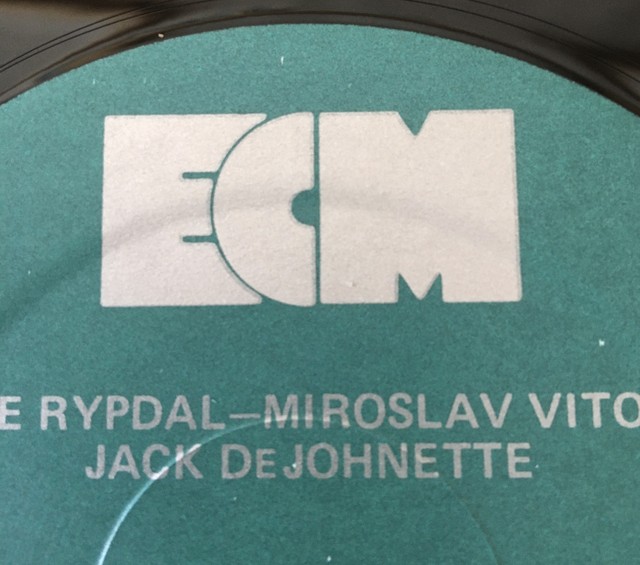 ECM
E RYPDAL—MIROSLAV VITO
JACK DeJOHNETTE